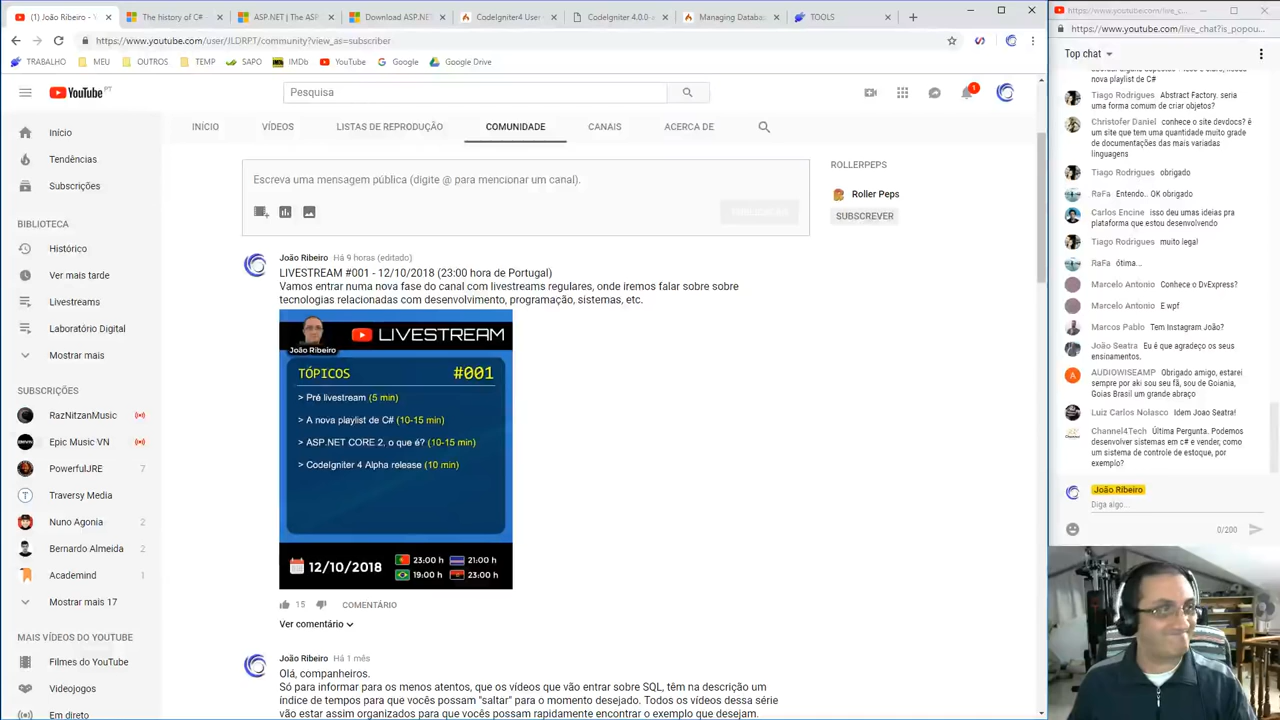 (1) João Ribeiro -
The history of C#
ASP.NET | The AS
Download ASP.NE
CodeIgniter4 User
CodeIgniter 4.0.0
Managing Databas
TOOLS
https://www.youtube.com/user/JLDRPT/community?view_as=subscriber
TRABALHO
MEU
OUTROS
TEMP
SAPO
IMDb
YouTube
Google
Google Drive
YouTube PT
Pesquisa
1
INÍCIO
VÍDEOS
LISTAS DE REPRODUÇÃO
COMUNIDADE
CANAIS
ACERCA DE
Início
Tendências
Subscrições
BIBLIOTECA
Histórico
Ver mais tarde
Livestreams
Laboratório Digital
Mostrar mais
SUBSCRIÇÕES
RazNitzanMusic
Epic Music VN
PowerfulJRE 7
Traversy Media
Nuno Agonia 2
Bernardo Almeida 2
Academind 1
Mostrar mais 17
MAIS VÍDEOS DO YOUTUBE
Filmes do YouTube
Videojogos
Em direto
Escreva uma mensagem pública (digite @ para mencionar um canal).
João Ribeiro Há 9 horas (editado)
LIVESTREAM #001 - 12/10/2018 (23:00 hora de Portugal)
Vamos entrar numa nova fase do canal com livestreams regulares, onde iremos falar sobre sobre
tecnologias relacionadas com desenvolvimento, programação, sistemas, etc.
LIVESTREAM
João Ribeiro
TÓPICOS #001
> Pré livestream (5 min)
> A nova playlist de C# (10-15 min)
> ASP.NET CORE 2, o que é? (10-15 min)
> CodeIgniter 4 Alpha release (10 min)
12/10/2018
23:00 h
21:00 h
19:00 h
23:00 h
15
COMENTÁRIO
Ver comentário
João Ribeiro Há 1 mês
Olá, companheiros.
Só para informar para os menos atentos, que os vídeos que vão entrar sobre SQL, têm na descrição um
índice de tempos para que vocês possam "saltar" para o momento desejado. Todos os vídeos dessa série
vão estar assim organizados para que vocês possam rapidamente encontrar o exemplo que desejam.
ROLLERPEPS
Roller Peps
SUBSCREVER
https://www.youtube.com/live_c
https://www.youtube.com/live_chat?is_popou...
Top chat
nova playlist de C#
Tiago Rodrigues Abstract Factory. seria
uma forma comum de criar objetos?
Christofer Daniel conhece o site devdocs? é
um site que tem uma quantidade muito grade
de documentações das mais variadas
linguagens
Tiago Rodrigues obrigado
RaFa Entendo.. OK obrigado
Carlos Encine isso deu umas ideias pra
plataforma que estou desenvolvendo
Tiago Rodrigues muito legal
RaFa ótima...
Marcelo Antonio Conhece o DvExpress?
Marcelo Antonio E wpf
Marcos Pablo Tem Instagram João?
João Seatra Eu é que agradeço os seus
ensinamentos.
AUDIOWISEAMP Obrigado amigo, estarei
sempre por aki sou seu fã, sou de Goiania,
Goias Brasil um grande abraço
Luiz Carlos Nolasco Idem Joao Seatra!
Channel4Tech Última Pergunta. Podemos
desenvolver sistemas em c# e vender, como
um sistema de controle de estoque, por
exemplo?
João Ribeiro
Diga algo...
0/200